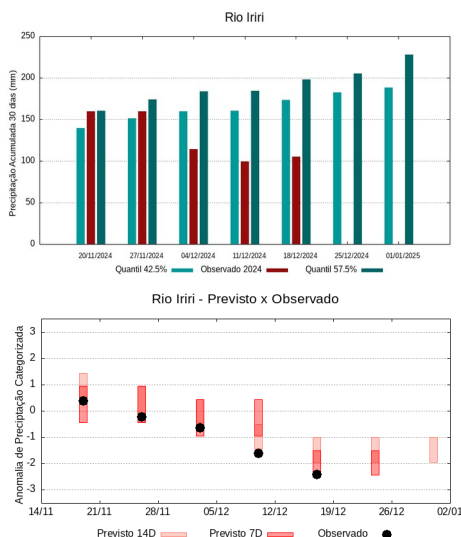 Rio Iriri
Precipitação Acumulada 30 dias (mm)
250
200
150
100
50
0
20/11/2024 27/11/2024 04/12/2024 11/12/2024 18/12/2024 25/12/2024 01/01/2025
Quantil 42.5% Observado 2024 Quantil 57.5%
Rio Iriri - Previsto x Observado
Anomalia de Precipitação Categorizada
3
2
1
0
-1
-2
-3
14/11 21/11 28/11 05/12 12/12 19/12 26/12 02/01
Previsto 14D Previsto 7D Observado